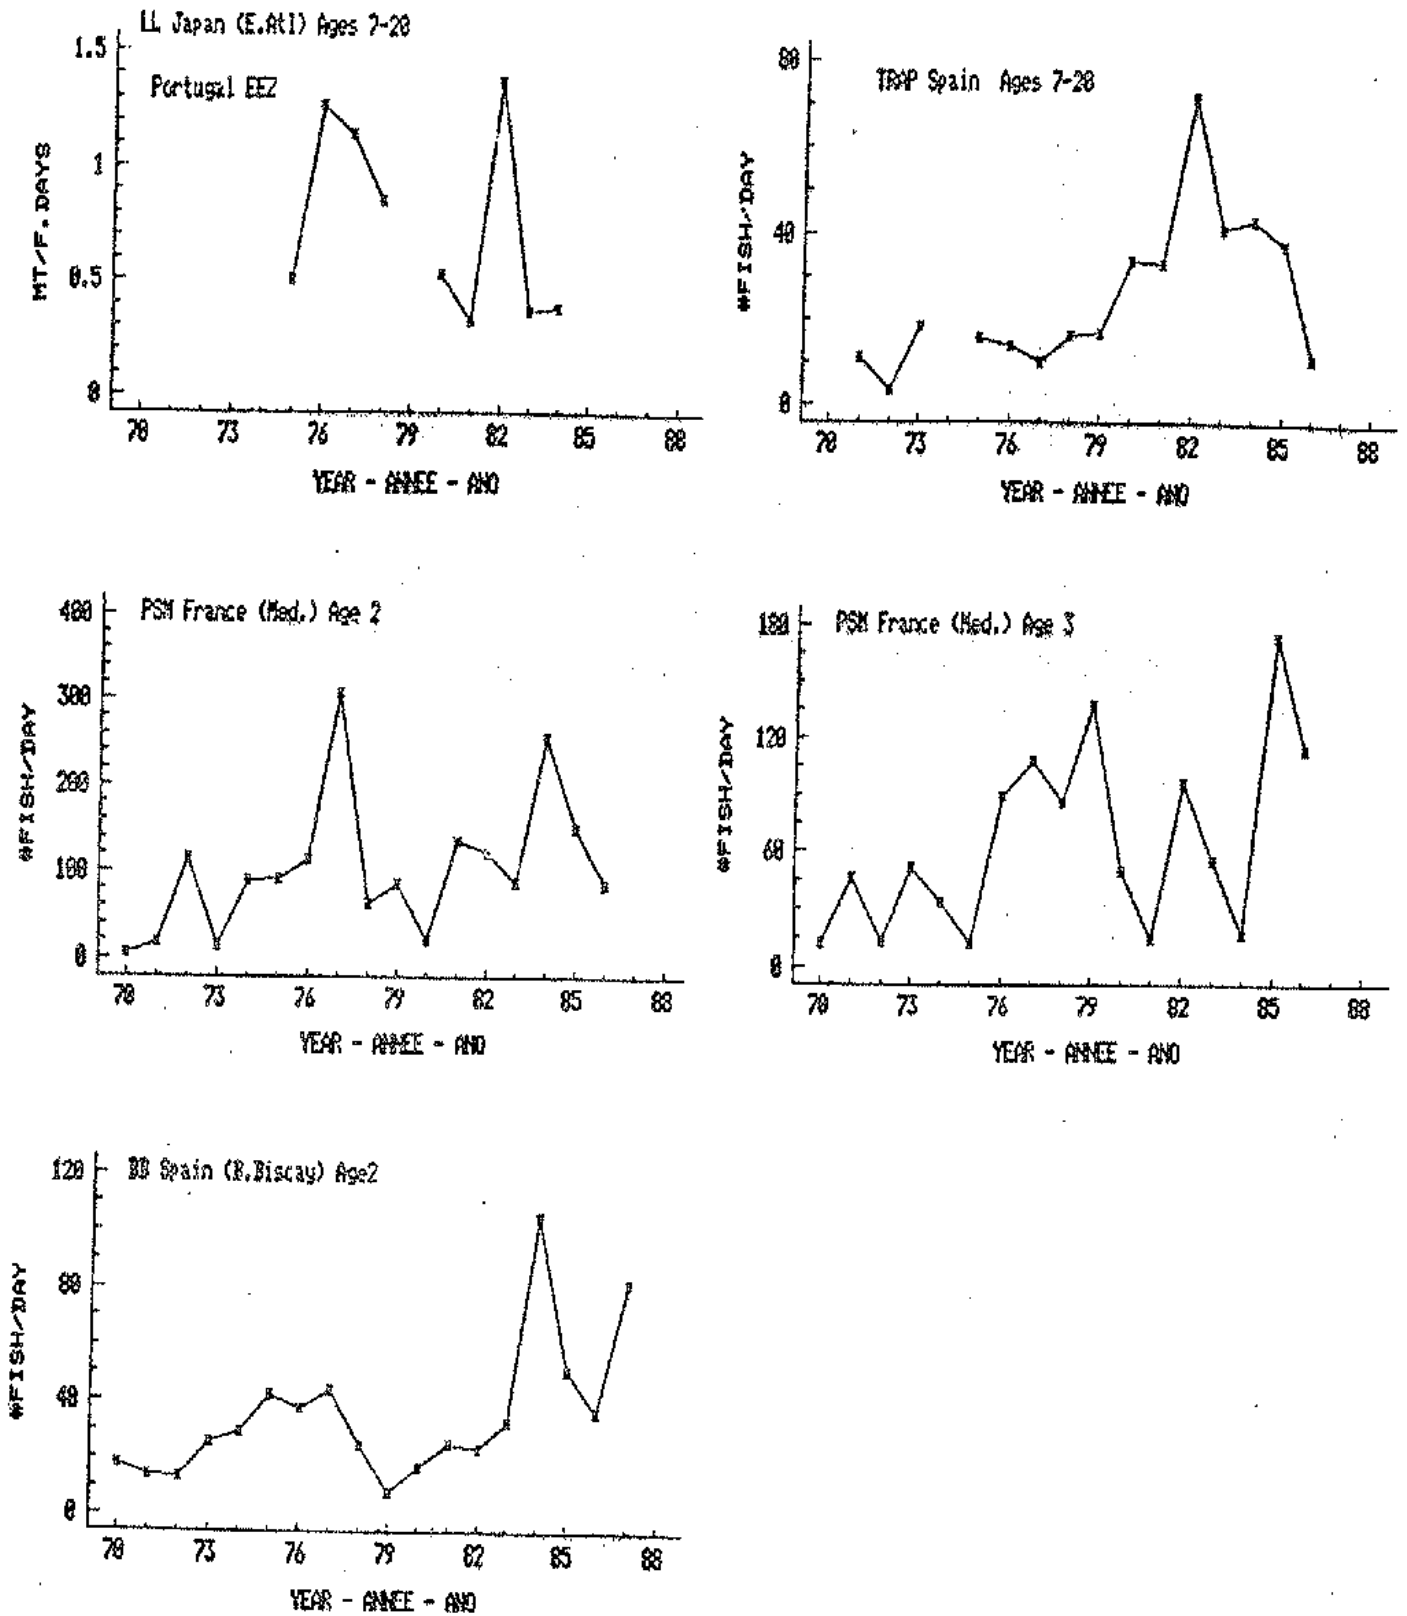 LL Japan (E.Atl) Ages 7-20
Portugal EEZ
MT/F.DAYS
1.5
1
0.5
0
70 73 76 79 82 85 88
YEAR - ANNEE - ANO
TRAP Spain Ages 7-20
#FISH/DAY
80
40
0
70 73 76 79 82 85 88
YEAR - ANNEE - ANO
PSM France (Med.) Age 2
#FISH/DAY
400
300
200
100
0
70 73 76 79 82 85 88
YEAR - ANNEE - ANO
PSM France (Med.) Age 3
#FISH/DAY
180
120
60
0
70 73 76 79 82 85 88
YEAR - ANNEE - ANO
BB Spain (B.Biscay) Age2
#FISH/DAY
120
80
40
0
70 73 76 79 82 85 88
YEAR - ANNEE - ANO